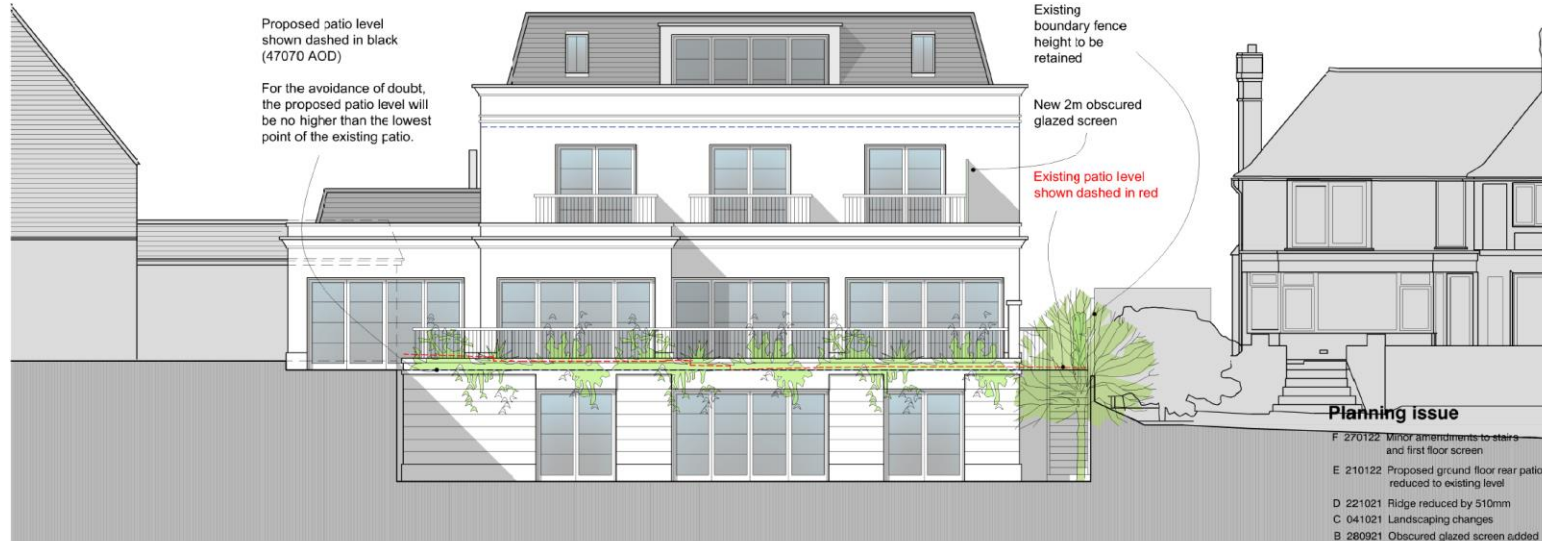 Proposed patio level
shown dashed in black
(47070 AOD)
For the avoidance of doubt,
the proposed patio level will
be no higher than the lowest
point of the existing patio.
Existing
boundary fence
height to be
retained
New 2m obscured
glazed screen
Existing patio level
shown dashed in red
Planning issue
F 270122 Minor amendments to stairs
and first floor screen
E 210122 Proposed ground floor rear patio
reduced to existing level
D 221021 Ridge reduced by 510mm
C 041021 Landscaping changes
B 280921 Obscured glazed screen added